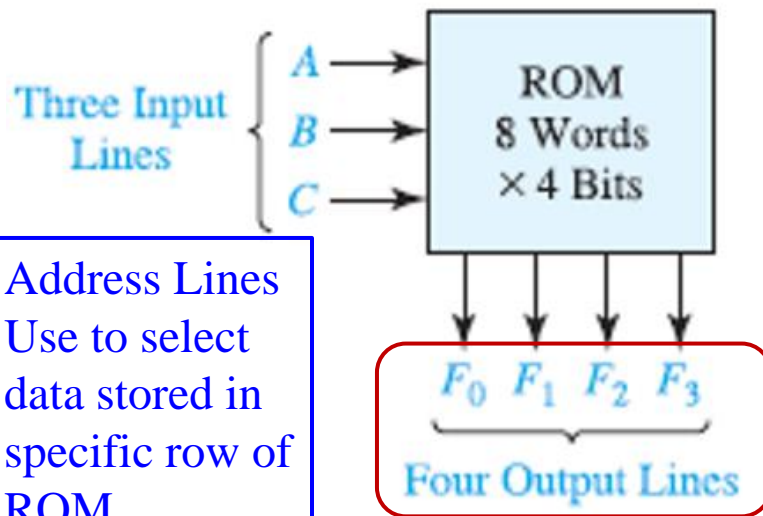 Three Input
Lines
A
B
C
ROM
8 Words
× 4 Bits
Address Lines
Use to select
data stored in
specific row of
ROM
F₀ F₁ F₂ F₃
Four Output Lines